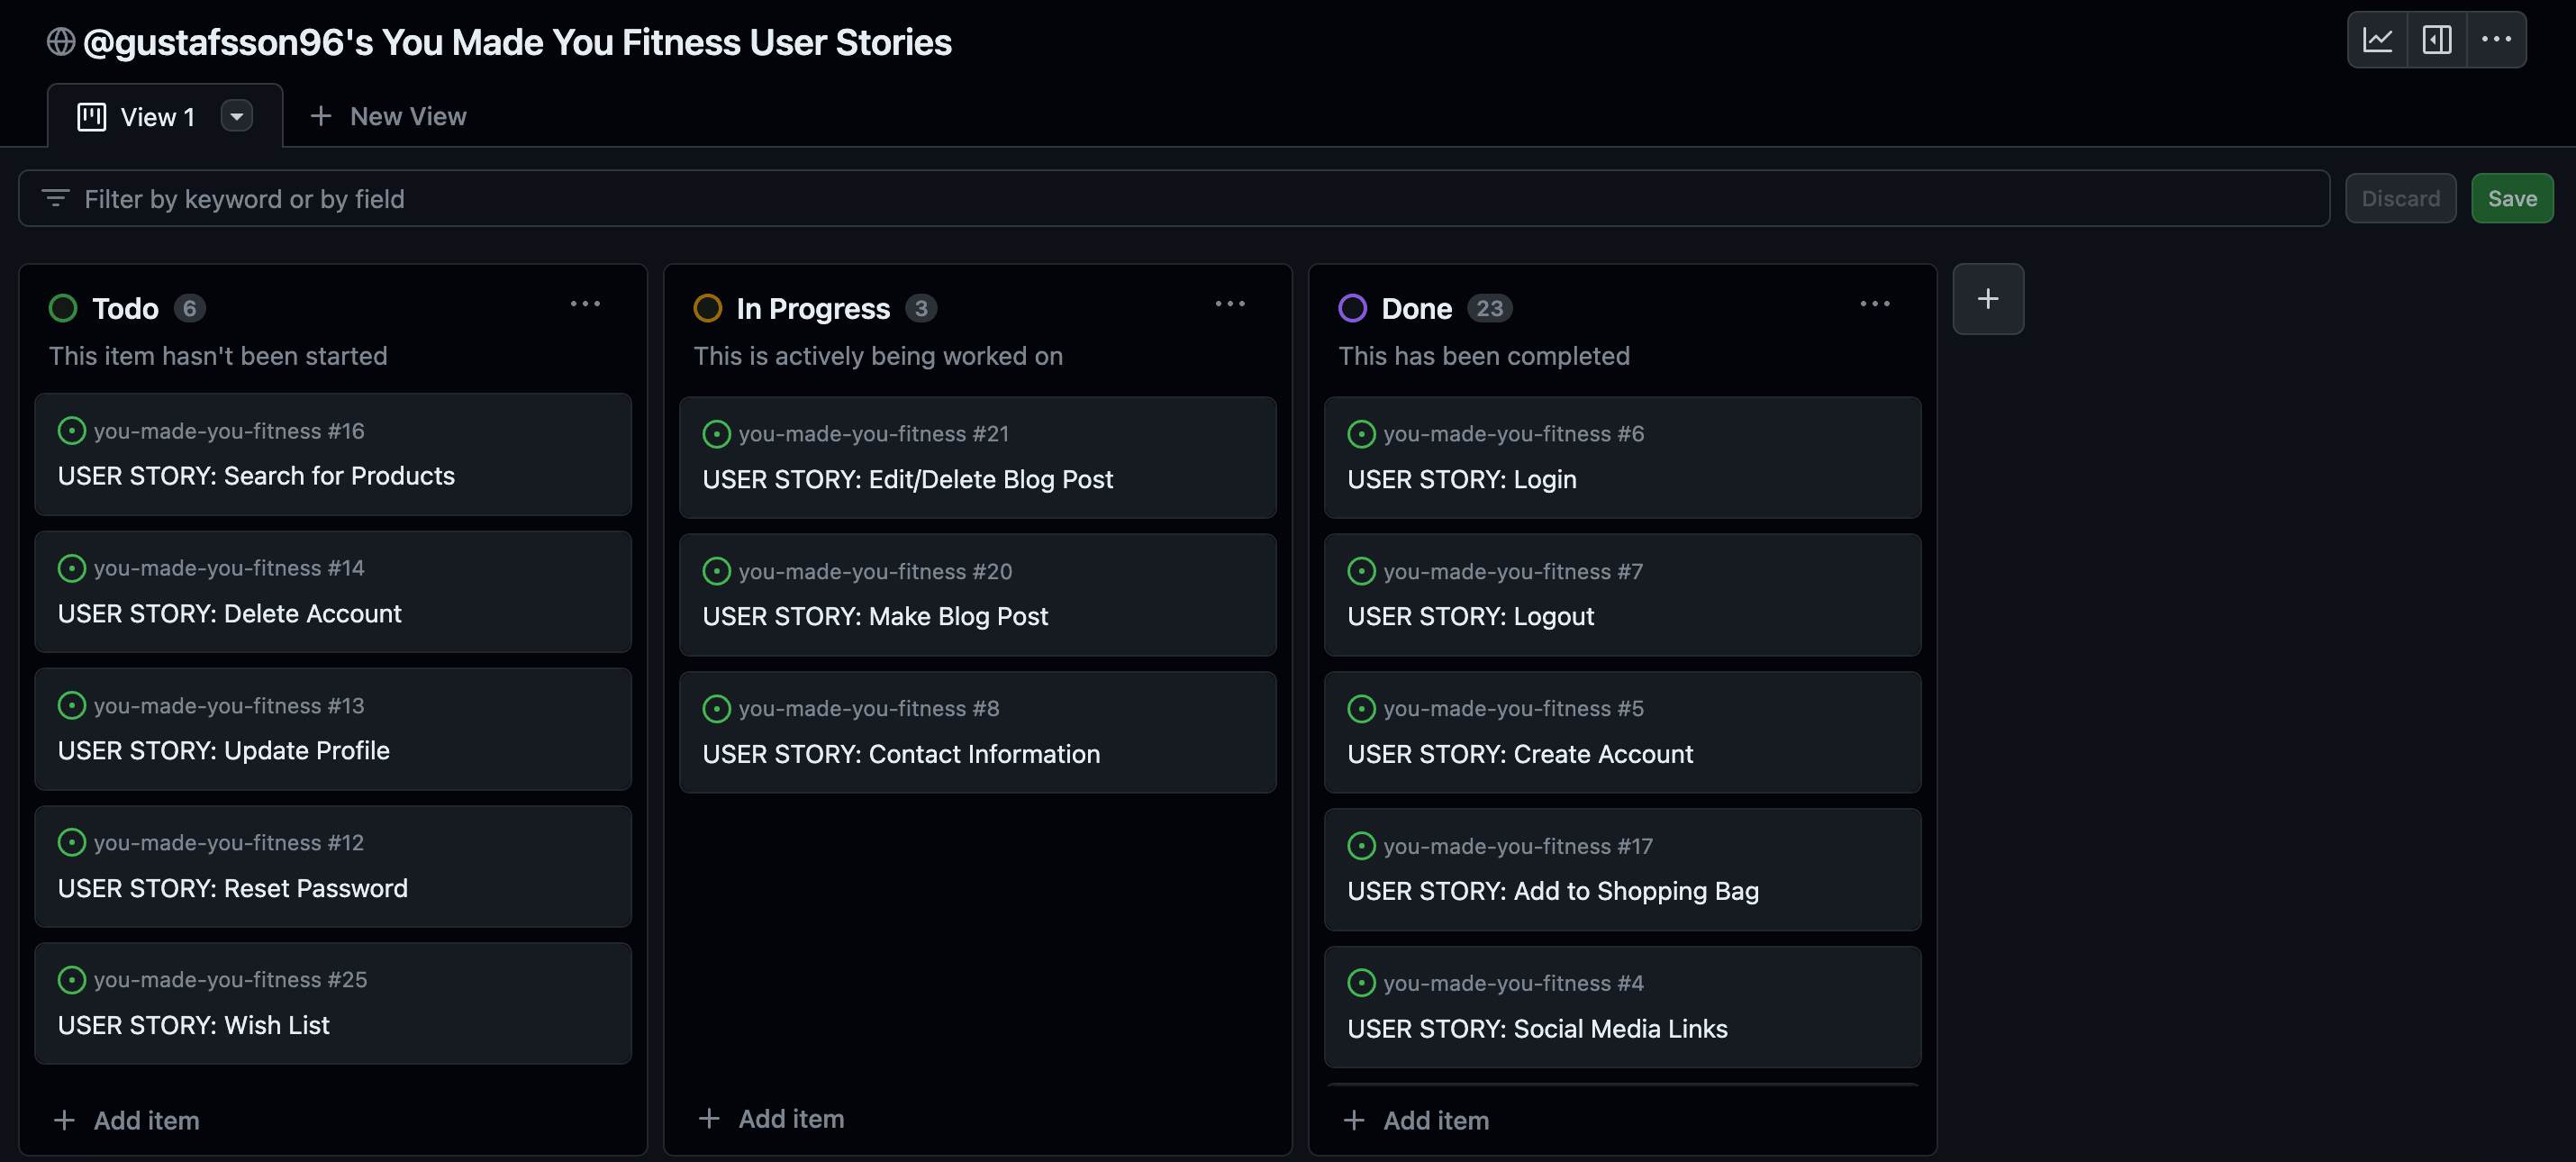 @gustafsson96's You Made You Fitness User Stories
View 1
New View
Filter by keyword or by field
Discard
Save
Todo 6
This item hasn't been started
you-made-you-fitness #16
USER STORY: Search for Products
you-made-you-fitness #14
USER STORY: Delete Account
you-made-you-fitness #13
USER STORY: Update Profile
you-made-you-fitness #12
USER STORY: Reset Password
you-made-you-fitness #25
USER STORY: Wish List
+ Add item
In Progress 3
This is actively being worked on
you-made-you-fitness #21
USER STORY: Edit/Delete Blog Post
you-made-you-fitness #20
USER STORY: Make Blog Post
you-made-you-fitness #8
USER STORY: Contact Information
+ Add item
Done 23
This has been completed
you-made-you-fitness #6
USER STORY: Login
you-made-you-fitness #7
USER STORY: Logout
you-made-you-fitness #5
USER STORY: Create Account
you-made-you-fitness #17
USER STORY: Add to Shopping Bag
you-made-you-fitness #4
USER STORY: Social Media Links
+ Add item